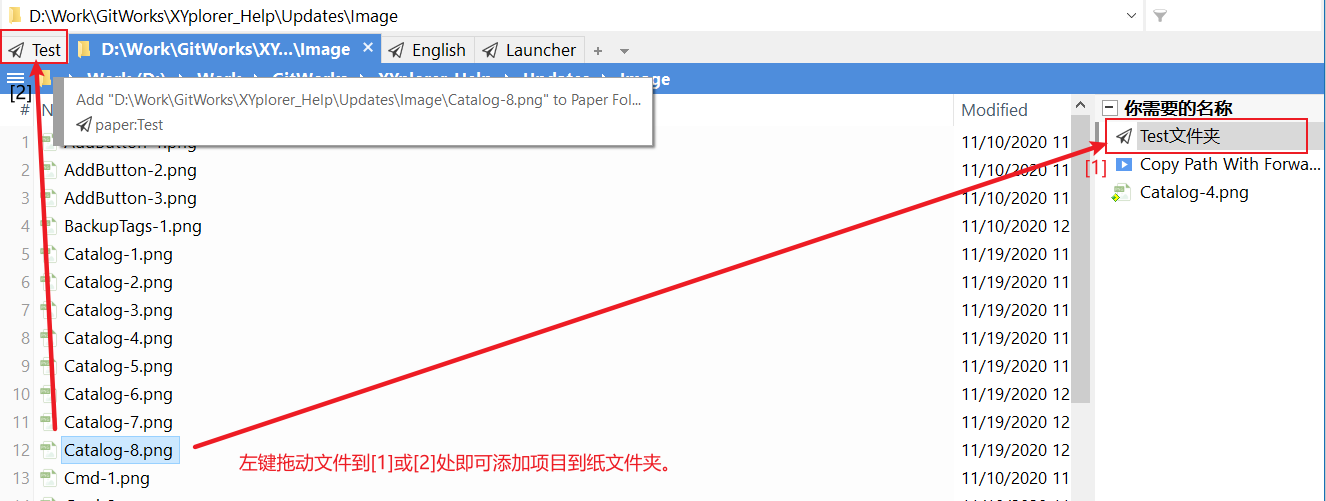 D:\Work\GitWorks\XYplorer_Help\Updates\Image
Test
D:\Work\GitWorks\XY...\Image
English
Launcher
[2]
Add "D:\Work\GitWorks\XYplorer_Help\Updates\Image\Catalog-8.png" to Paper Fol...
paper:Test
#
Modified
你需要的名称
Test文件夹
[1]
Copy Path With Forwa...
Catalog-4.png
1 AddButton-1.png 11/10/2020 11
2 AddButton-2.png 11/10/2020 11
3 AddButton-3.png 11/10/2020 11
4 BackupTags-1.png 11/10/2020 12
5 Catalog-1.png 11/19/2020 11
6 Catalog-2.png 11/19/2020 11
7 Catalog-3.png 11/19/2020 11
8 Catalog-4.png 11/19/2020 11
9 Catalog-5.png 11/19/2020 11
10 Catalog-6.png 11/19/2020 12
11 Catalog-7.png 11/19/2020 12
12 Catalog-8.png 11/19/2020 12
左键拖动文件到[1]或[2]处即可添加项目到纸文件夹。
13 Cmd-1.png 11/10/2020 11